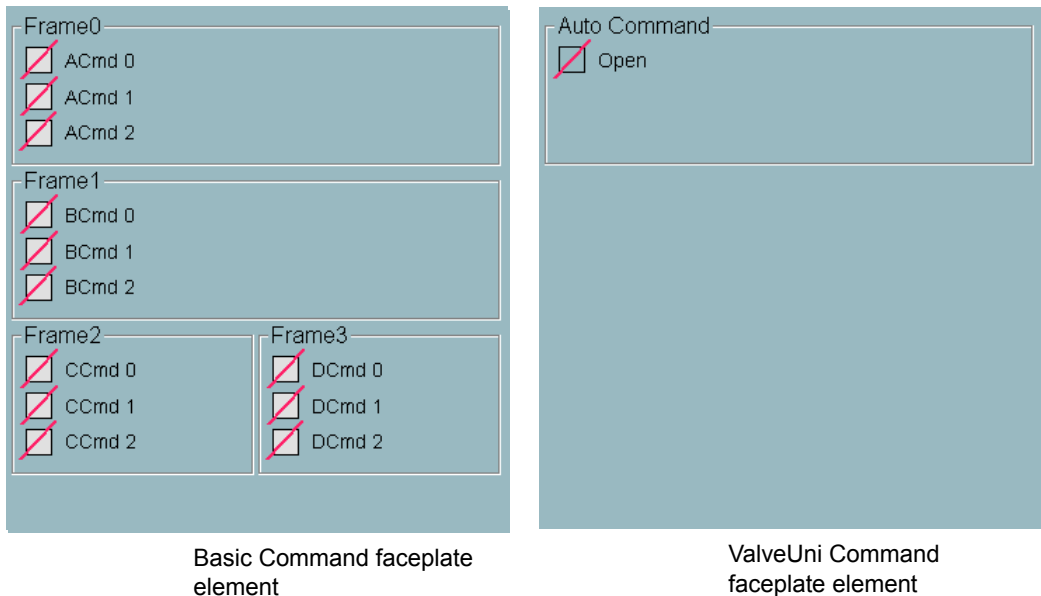 Frame0
ACmd 0
ACmd 1
ACmd 2
Frame1
BCmd 0
BCmd 1
BCmd 2
Frame2
CCmd 0
CCmd 1
CCmd 2
Frame3
DCmd 0
DCmd 1
DCmd 2
Basic Command faceplate
element
Auto Command
Open
ValveUni Command
faceplate element